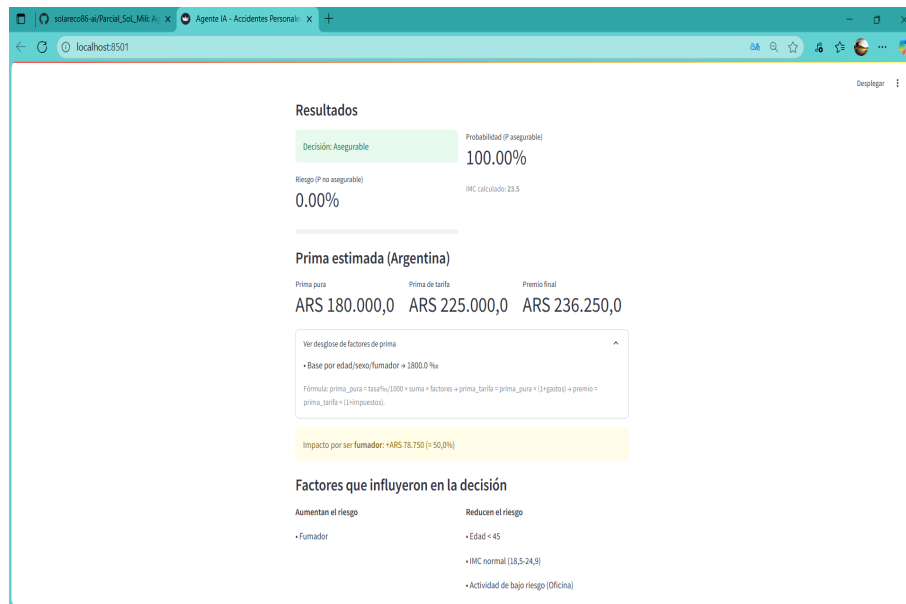 solareco86-ai/Parcial_SoL_Mili: Ag
Agente IA - Accidentes Personale
localhost:8501
Desplegar
Resultados
Decisión: Asegurable
Probabilidad (P asegurable)
100.00%
Riesgo (P no asegurable)
0.00%
IMC calculado: 23.5
Prima estimada (Argentina)
Prima pura
Prima de tarifa
Premio final
ARS 180.000,0
ARS 225.000,0
ARS 236.250,0
Ver desglose de factores de prima
• Base por edad/sexo/fumador → 1800.0 ‰
Fórmula: prima_pura = tasa‰/1000 × suma × factores → prima_tarifa = prima_pura × (1+gastos) → premio =
prima_tarifa × (1+impuestos).
Impacto por ser fumador: +ARS 78.750 (≈ 50,0%)
Factores que influyeron en la decisión
Aumentan el riesgo
Reducen el riesgo
• Fumador
• Edad < 45
• IMC normal (18,5-24,9)
• Actividad de bajo riesgo (Oficina)